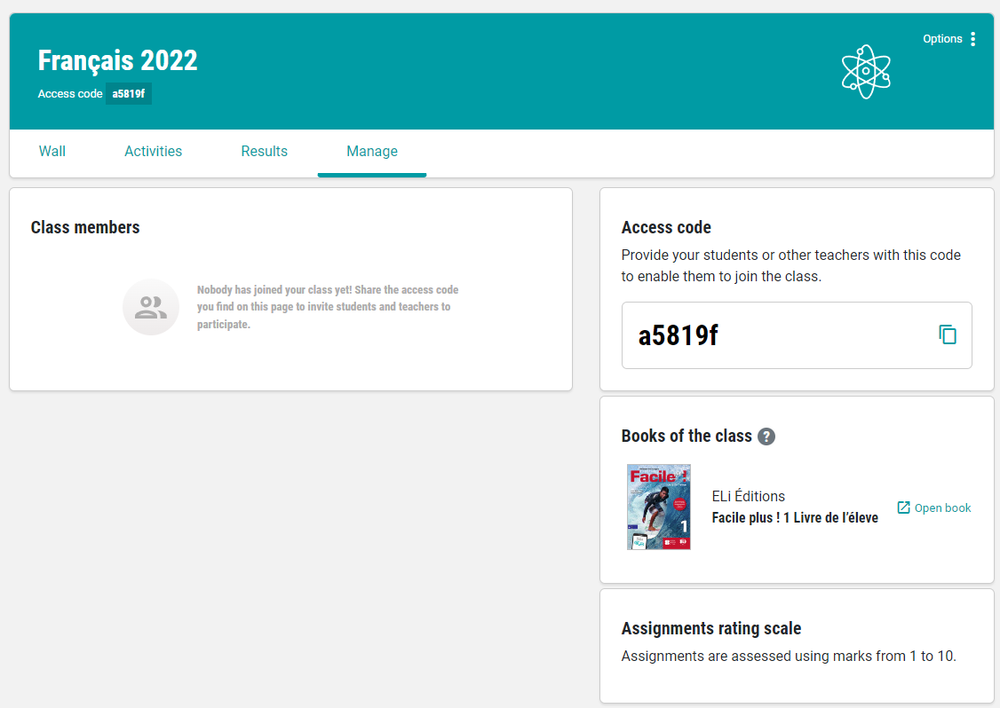 Options
Français 2022
Access code a5819f
Wall Activities Results Manage
Class members
Nobody has joined your class yet! Share the access code
you find on this page to invite students and teachers to
participate.
Access code
Provide your students or other teachers with this code
to enable them to join the class.
a5819f
Books of the class ?
Facile !
1
ELi Éditions
Facile plus ! 1 Livre de l’éleve
Open book
Assignments rating scale
Assignments are assessed using marks from 1 to 10.